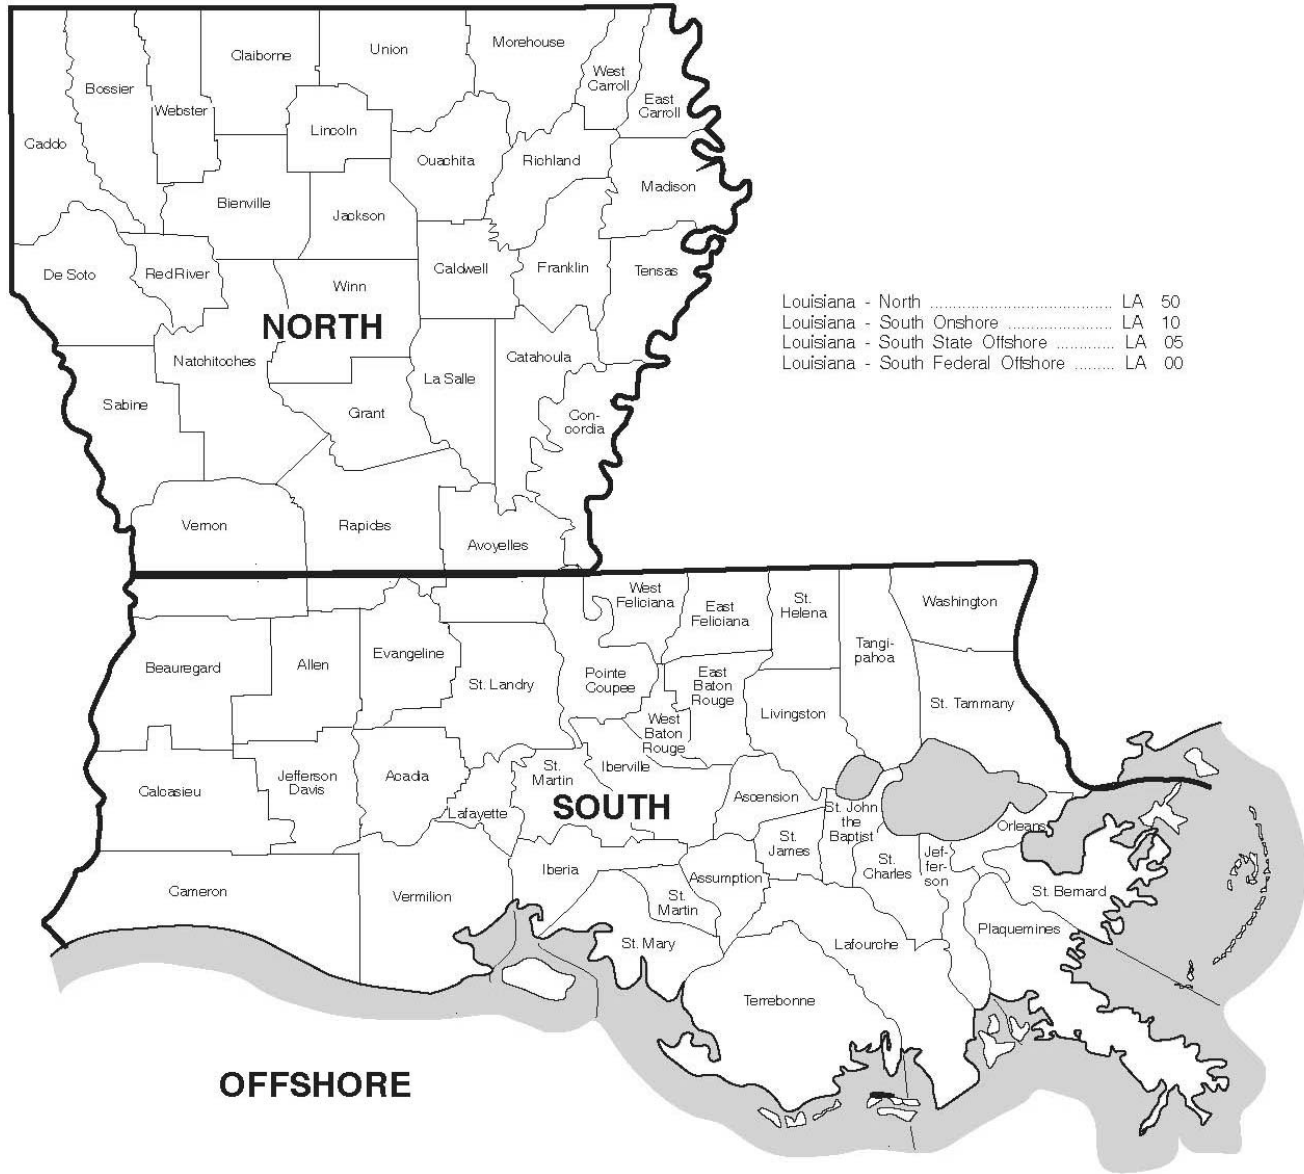 Morehouse
Union
Claiborne
West
Carroll
Bossier
East
Carroll
Webster
Lincoln
Caddo
Ouachita
Richland
Madison
Bienville
Jackson
De Soto
Red River
Caldwell
Franklin
Tensas
Winn
NORTH
Louisiana - North ...................................... LA 50
Louisiana - South Onshore ...................... LA 10
Louisiana - South State Offshore ............ LA 05
Louisiana - South Federal Offshore ........ LA 00
Natchitoches
Catahoula
La Salle
Sabine
Grant
Con-
cordia
Vernon
Rapides
Avoyelles
West
Feliciana
East
Feliciana
St.
Helena
Washington
Tangi-
pahoa
Beauregard
Allen
Evangeline
St. Landry
Pointe
Coupee
East
Baton
Rouge
St. Tammany
Livingston
West
Baton
Rouge
St.
Martin
Iberville
Calcasieu
Jefferson
Davis
Acadia
Lafayette
SOUTH
Ascension
St. John
the
Baptist
Orleans
St.
James
Jef-
fer-
son
St.
Charles
Iberia
Assumption
Cameron
Vermilion
St.
Martin
St. Bernard
Plaquemines
St. Mary
Lafourche
Terrebonne
OFFSHORE